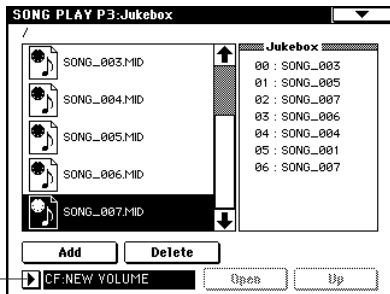 SONG PLAY P3:Jukebox
/
SONG_003.MID
SONG_004.MID
SONG_005.MID
SONG_006.MID
SONG_007.MID
Jukebox
00 : SONG_003
01 : SONG_005
02 : SONG_007
03 : SONG_006
04 : SONG_004
05 : SONG_001
06 : SONG_007
Add
Delete
CF:NEW VOLUME
Open
Up